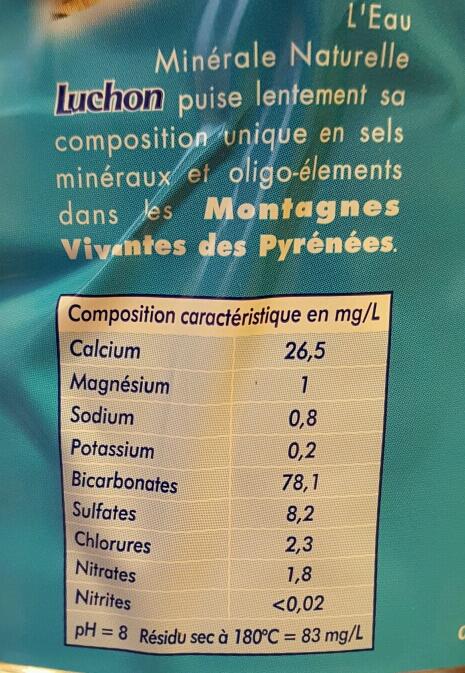 L'Eau
Minérale Naturelle
Luchon puise lentement sa
composition unique en sels
minéraux et oligo-élements
dans les Montagnes
Vivantes des Pyrénées.
Composition caractéristique en mg/L
Calcium 26,5
Magnésium 1
Sodium 0,8
Potassium 0,2
Bicarbonates 78,1
Sulfates 8,2
Chlorures 2,3
Nitrates 1,8
Nitrites <0,02
pH = 8 Résidu sec à 180°C = 83 mg/L